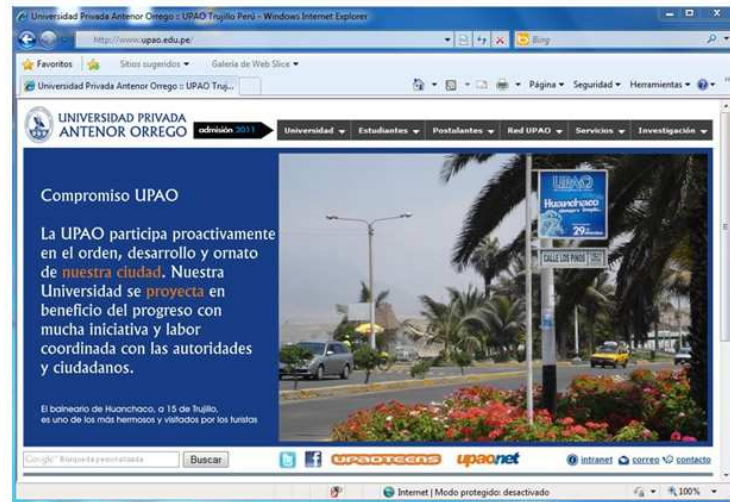 Universidad Privada Antenor Orrego :: UPAO Trujillo Perú - Windows Internet Explorer
http://www.upao.edu.pe/
Bing
Favoritos
Sitios sugeridos
Galería de Web Slice
Universidad Privada Antenor Orrego :: UPAO Truj...
Página
Seguridad
Herramientas
UNIVERSIDAD PRIVADA
ANTENOR ORREGO
admisión 2011
Universidad
Estudiantes
Postulantes
Red UPAO
Servicios
Investigación
Compromiso UPAO
La UPAO participa proactivamente
en el orden, desarrollo y ornato
de nuestra ciudad. Nuestra
Universidad se proyecta en
beneficio del progreso con
mucha iniciativa y labor
coordinada con las autoridades
y ciudadanos.
El balneario de Huanchaco, a 15 de Trujillo,
es uno de los más hermosos y visitados por los turistas
UPAO
Huanchaco
29
CALLE LOS PINOS
Google™ Búsqueda personalizada
Buscar
UPAOTEENS
upaonet
intranet
correo
contacto
Internet | Modo protegido: desactivado
100%